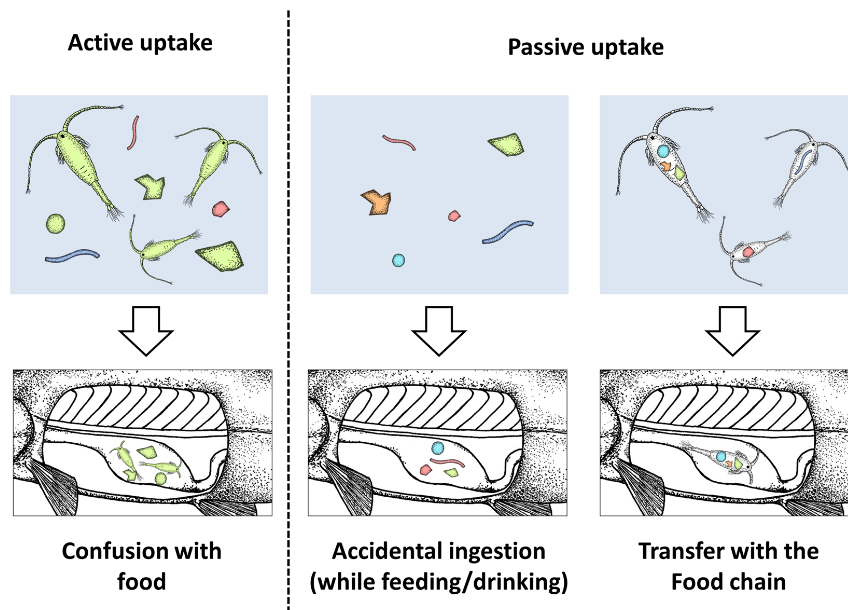 Active uptake
Passive uptake
Confusion with
food
Accidental ingestion
(while feeding/drinking)
Transfer with the
Food chain